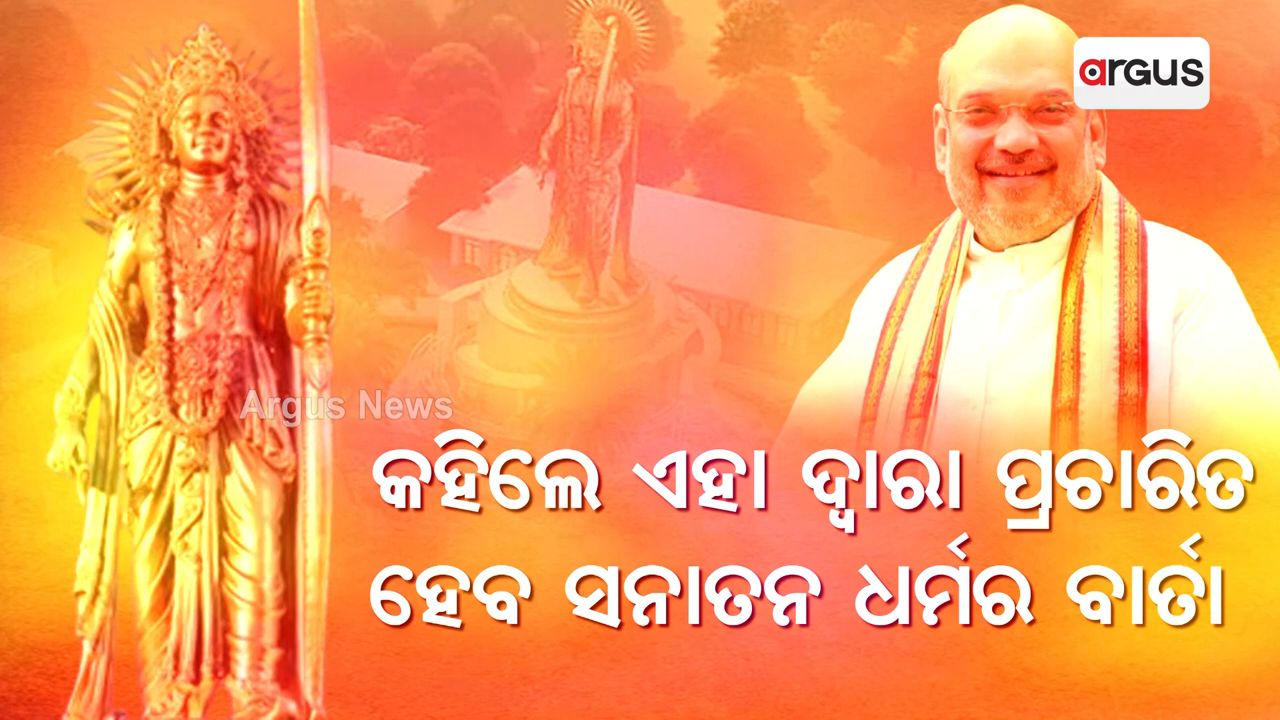 argus
Argus News
କହିଲେ ଏହା ଦ୍ୱାରା ପ୍ରଚାରିତ
ହେବ ସନାତନ ଧର୍ମର ବାର୍ତା